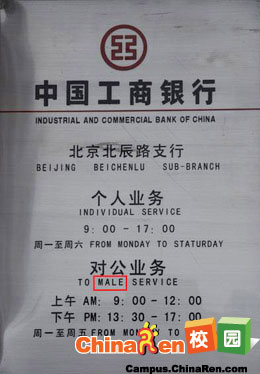 中国工商银行
INDUSTRIAL AND COMMERCIAL BANK OF CHINA
北京北辰路支行
BEIJING BEICHENLU SUB-BRANCH
个人业务
INDIVIDUAL SERVICE
9:00 - 17:00
周一至周六 FROM MONDAY TO STATURDAY
对公业务
TO MALE SERVICE
上午 AM: 9:00 - 12:00
下午 PM: 13:30 - 17:00
周一至周五 FROM MONDAY TO
ChinaRen 校园
Campus.ChinaRen.com